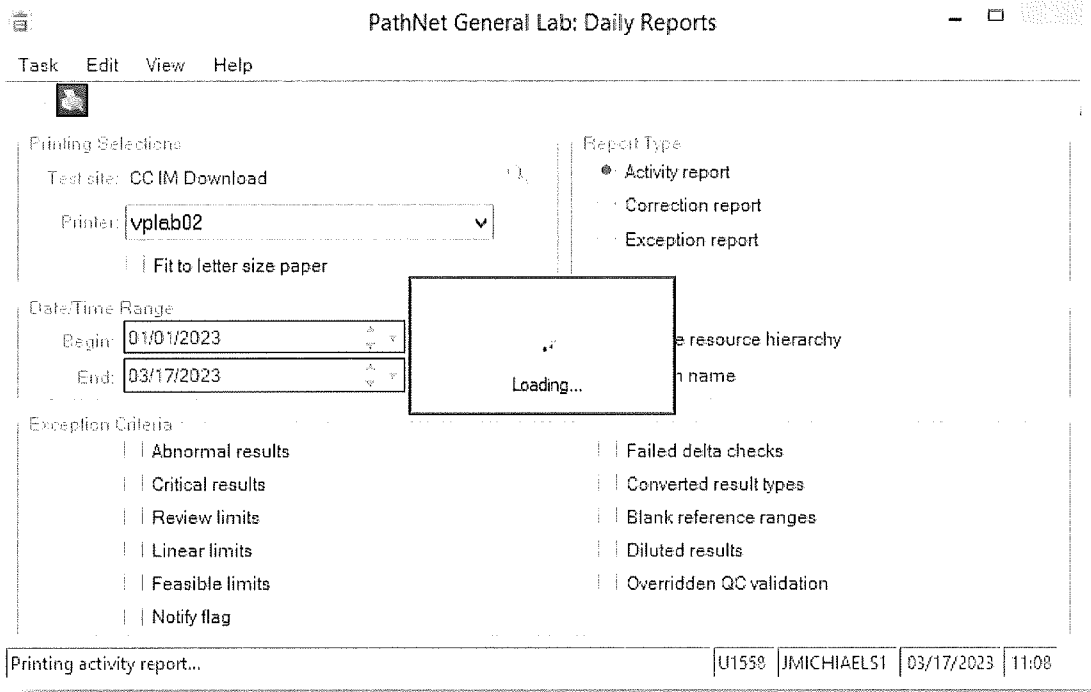 PathNet General Lab: Daily Reports
Task Edit View Help
Printing Selections
Test site: CC IM Download
Printer: vplab02
Fit to letter size paper
Report Type
Activity report
Correction report
Exception report
Date/Time Range
Begin: 01/01/2023
End: 03/17/2023
Loading...
resource hierarchy
name
Exception Criteria
Abnormal results
Critical results
Review limits
Linear limits
Feasible limits
Notify flag
Failed delta checks
Converted result types
Blank reference ranges
Diluted results
Overridden QC validation
Printing activity report... U1558 JMICHIAELS1 03/17/2023 11:08